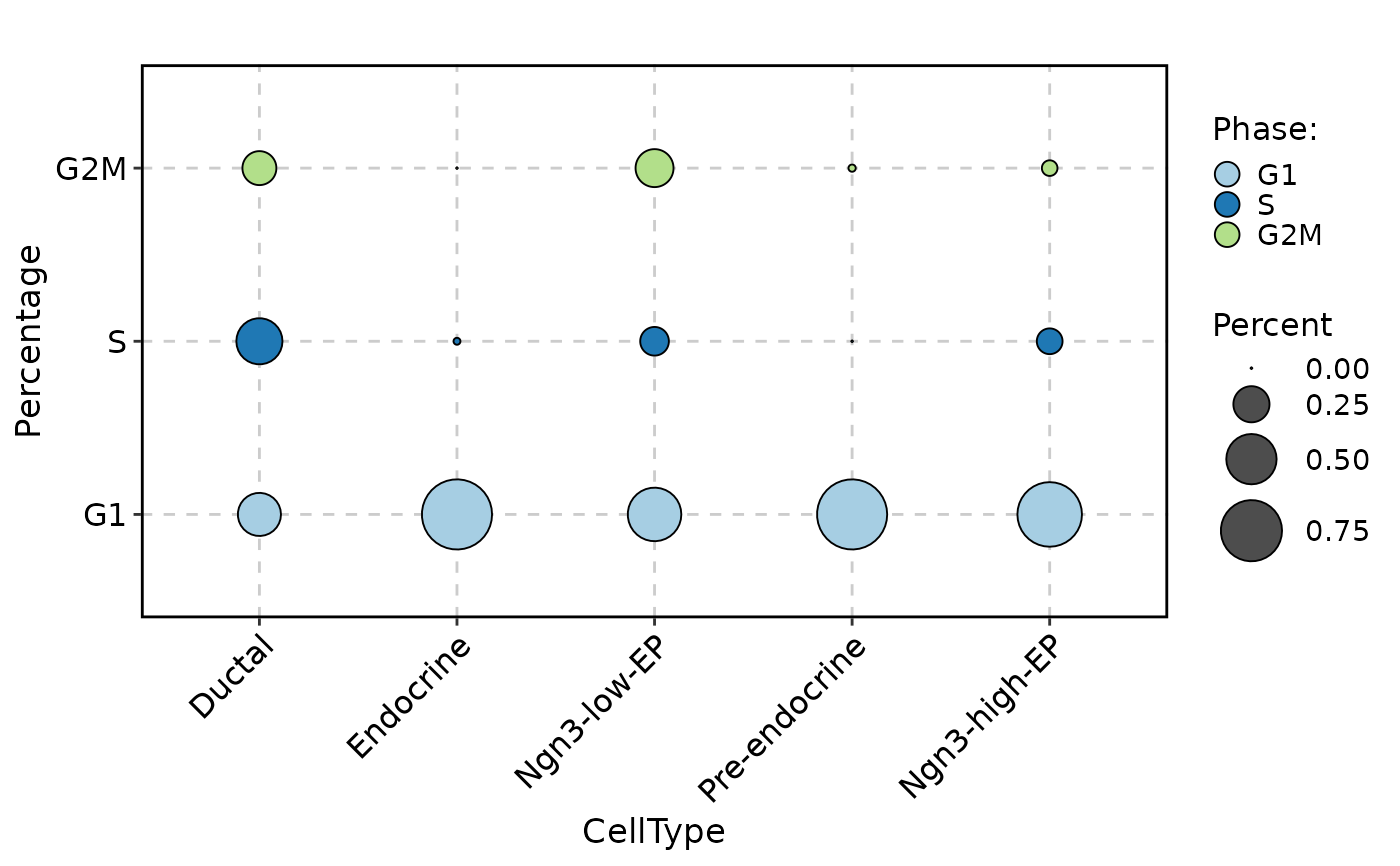 Percentage
G2M
S
G1
Ductal
Endocrine
Ngn3-low-EP
Pre-endocrine
Ngn3-high-EP
CellType
Phase:
G1
S
G2M
Percent
0.00
0.25
0.50
0.75